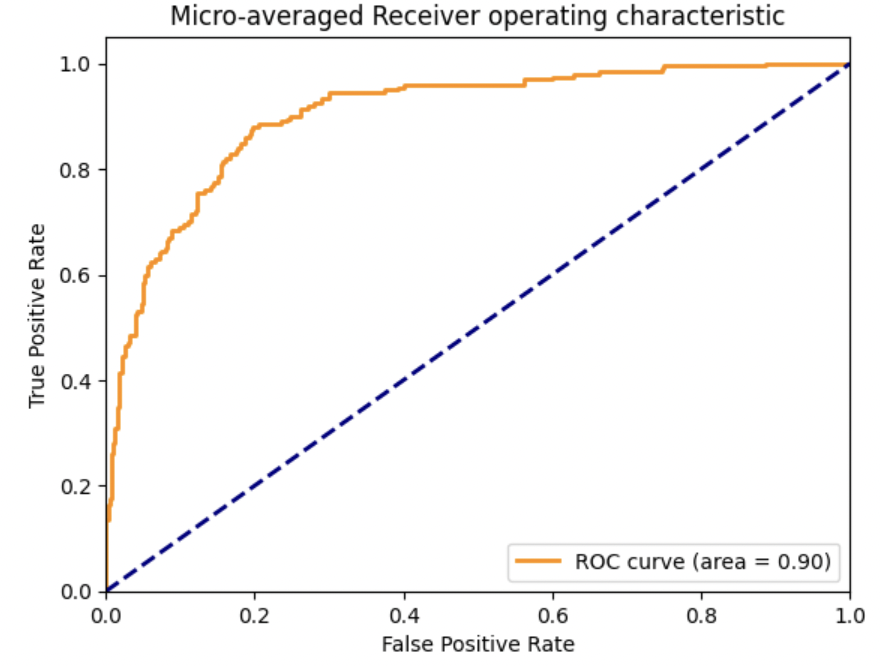 Micro-averaged Receiver operating characteristic
1.0
0.8
0.6
0.4
0.2
0.0
True Positive Rate
ROC curve (area = 0.90)
0.0 0.2 0.4 0.6 0.8 1.0
False Positive Rate